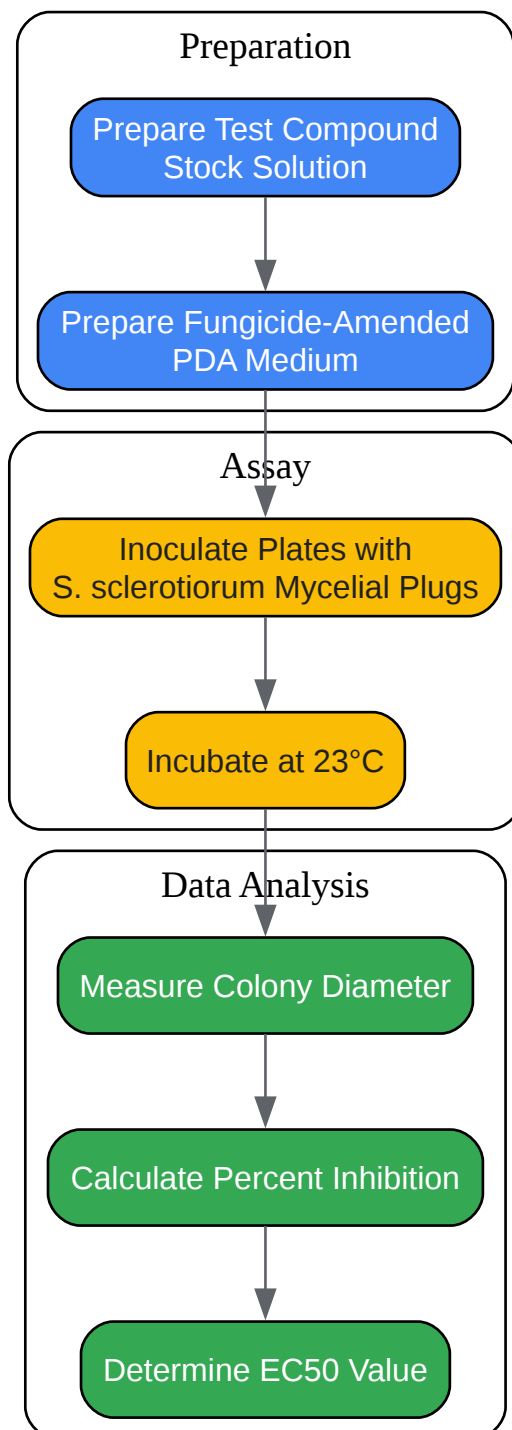 Preparation
Prepare Test Compound
Stock Solution
Prepare Fungicide-Amended
PDA Medium
Assay
Inoculate Plates with
S. sclerotiorum Mycelial Plugs
Incubate at 23°C
Data Analysis
Measure Colony Diameter
Calculate Percent Inhibition
Determine EC50 Value